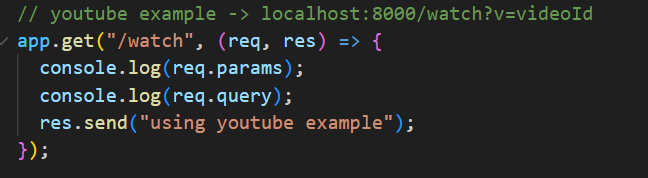 // youtube example -> localhost:8000/watch?v=videoId
app.get("/watch", (req, res) => {
  console.log(req.params);
  console.log(req.query);
  res.send("using youtube example");
});